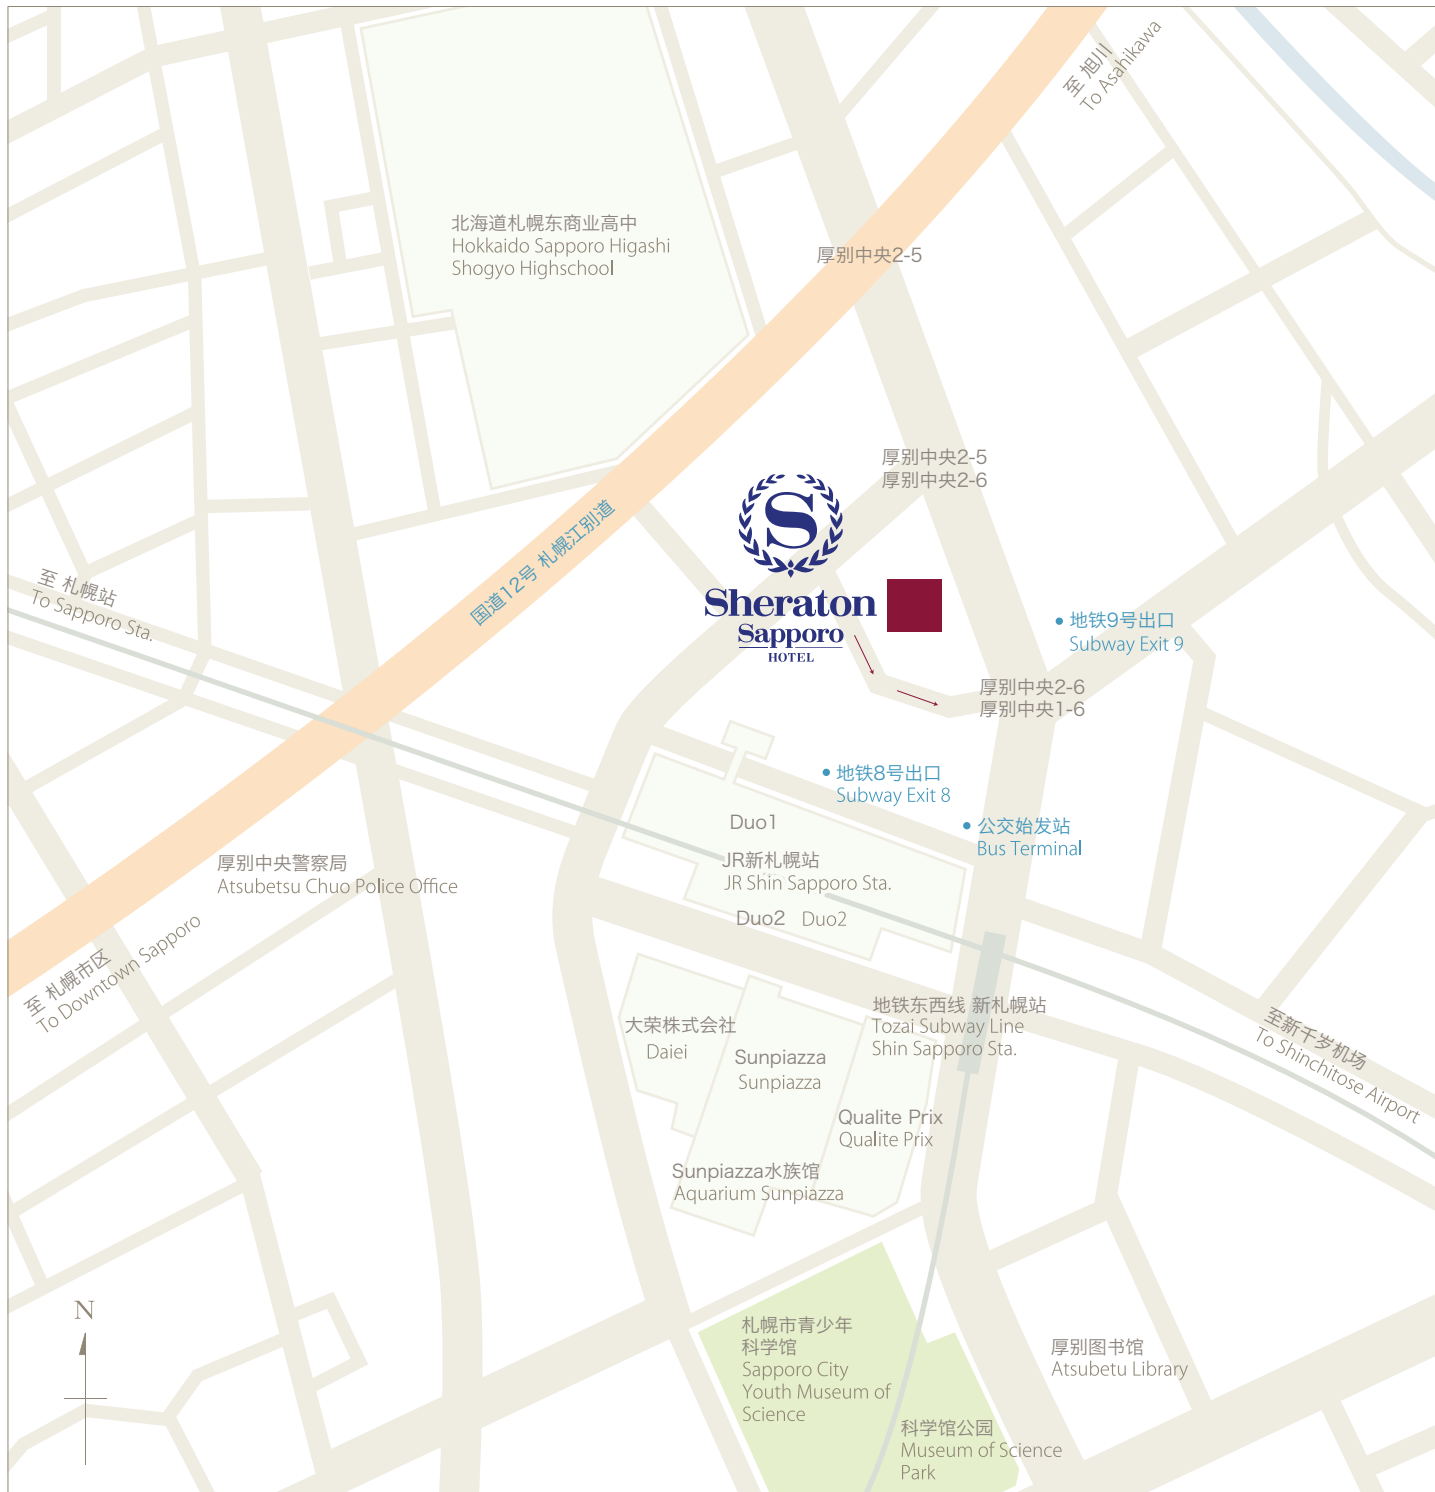 至 旭川
To Asahikawa
北海道札幌东商业高中
Hokkaido Sapporo Higashi
Shogyo Highschool
厚别中央2-5
厚别中央2-5
厚别中央2-6
国道12号 札幌江别道
S
Sheraton
Sapporo
HOTEL
至 札幌站
To Sapporo Sta.
地铁9号出口
Subway Exit 9
厚别中央2-6
厚别中央1-6
地铁8号出口
Subway Exit 8
公交始发站
Bus Terminal
Duo1
JR新札幌站
JR Shin Sapporo Sta.
Duo2 Duo2
厚别中央警察局
Atsubetsu Chuo Police Office
至 札幌市区
To Downtown Sapporo
地铁东西线 新札幌站
Tozai Subway Line
Shin Sapporo Sta.
至新千岁机场
To Shinchitose Airport
大荣株式会社
Daiei
Sunpiazza
Sunpiazza
Qualite Prix
Qualite Prix
Sunpiazza水族馆
Aquarium Sunpiazza
N
札幌市青少年
科学馆
Sapporo City
Youth Museum of
Science
厚别图书馆
Atsubetu Library
科学馆公园
Museum of Science
Park